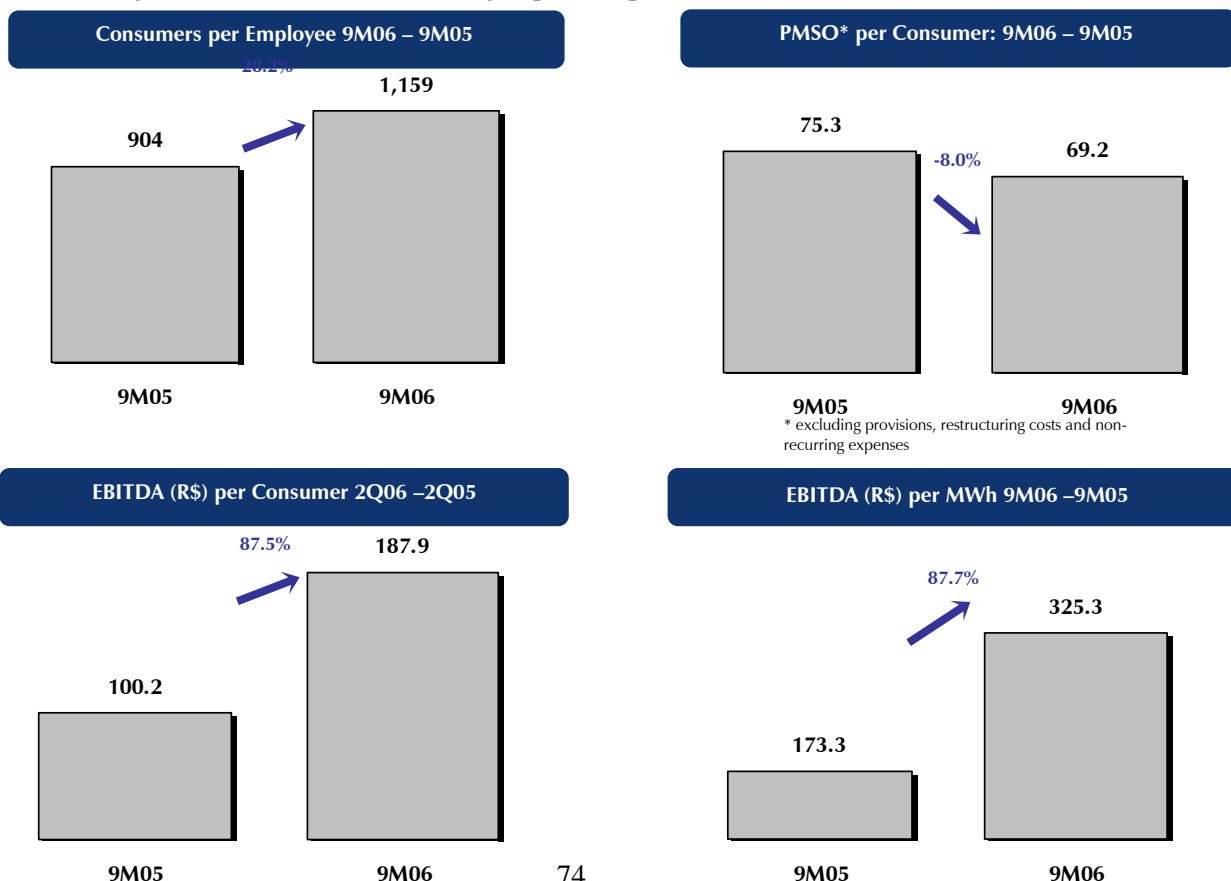 Consumers per Employee 9M06 – 9M05
28.2%
1,159
904
9M05
9M06
PMSO* per Consumer: 9M06 – 9M05
75.3
-8.0%
69.2
9M05
9M06
* excluding provisions, restructuring costs and non-
recurring expenses
EBITDA (R$) per Consumer 2Q06 –2Q05
87.5%
187.9
100.2
9M05
9M06
EBITDA (R$) per MWh 9M06 –9M05
87.7%
325.3
173.3
9M05
9M06
74